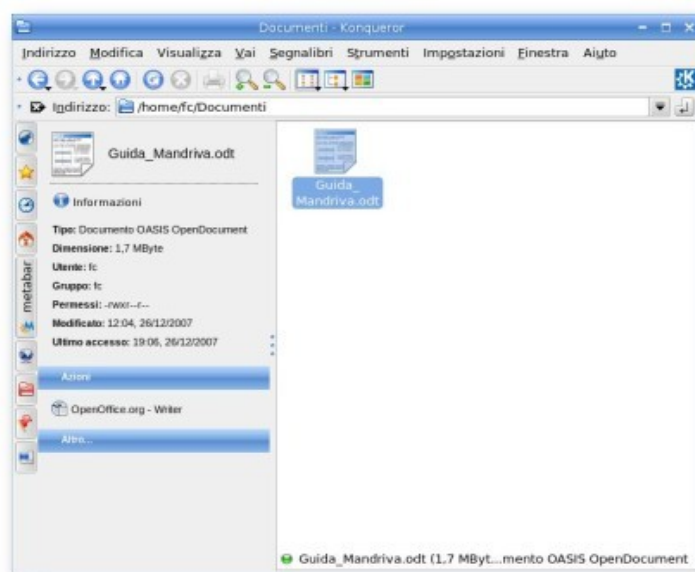 Documenti - Konqueror
Indirizzo Modifica Visualizza Vai Segnalibri Strumenti Impostazioni Finestra Aiuto
Indirizzo: /home/fc/Documenti
Guida_Mandriva.odt
Informazioni
Tipo: Documento OASIS OpenDocument
Dimensione: 1,7 MByte
Utente: fc
Gruppo: fc
Permessi: -rwxr--r--
Modificato: 12:04, 26/12/2007
Ultimo accesso: 19:06, 26/12/2007
Azioni
OpenOffice.org - Writer
Altro...
metabar
Guida_
Mandriva.odt
Guida_Mandriva.odt (1,7 MByt...mento OASIS OpenDocument